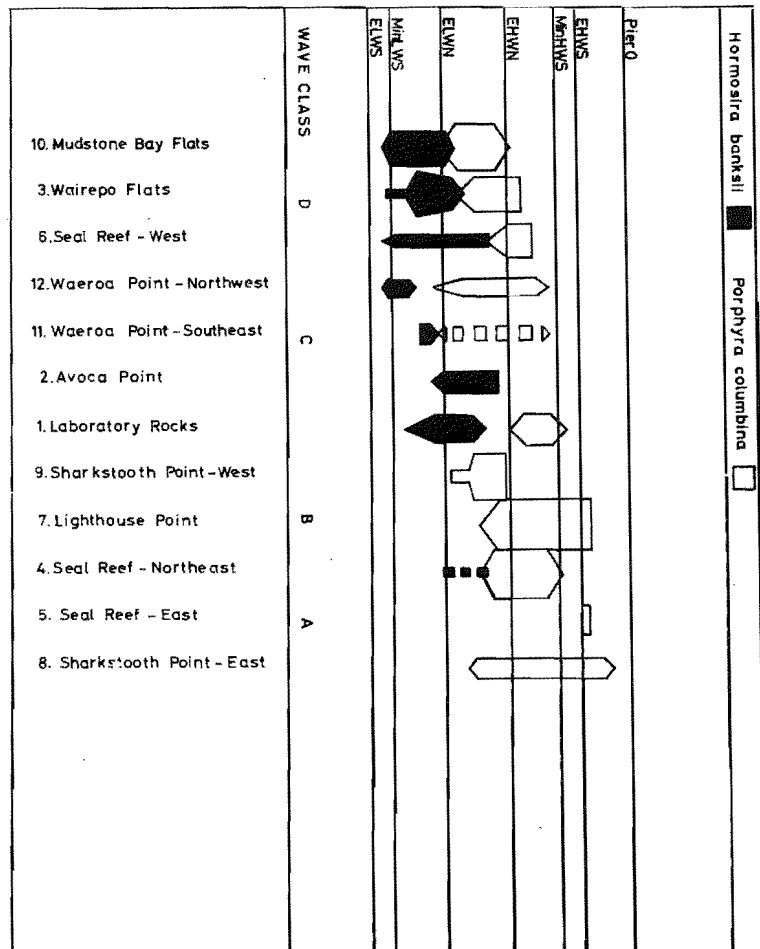 Hormosira banksii
Porphyra columbina
Pier 0
EHWS
MinHWS
EHWN
ELWN
MinLWS
ELWS
WAVE CLASS
10. Mudstone Bay Flats
3. Wairepo Flats
D
6. Seal Reef - West
12. Waeroa Point - Northwest
11. Waeroa Point - Southeast
C
2. Avoca Point
1. Laboratory Rocks
9. Sharkstooth Point - West
7. Lighthouse Point
B
4. Seal Reef - Northeast
5. Seal Reef - East
A
8. Sharkstooth Point - East